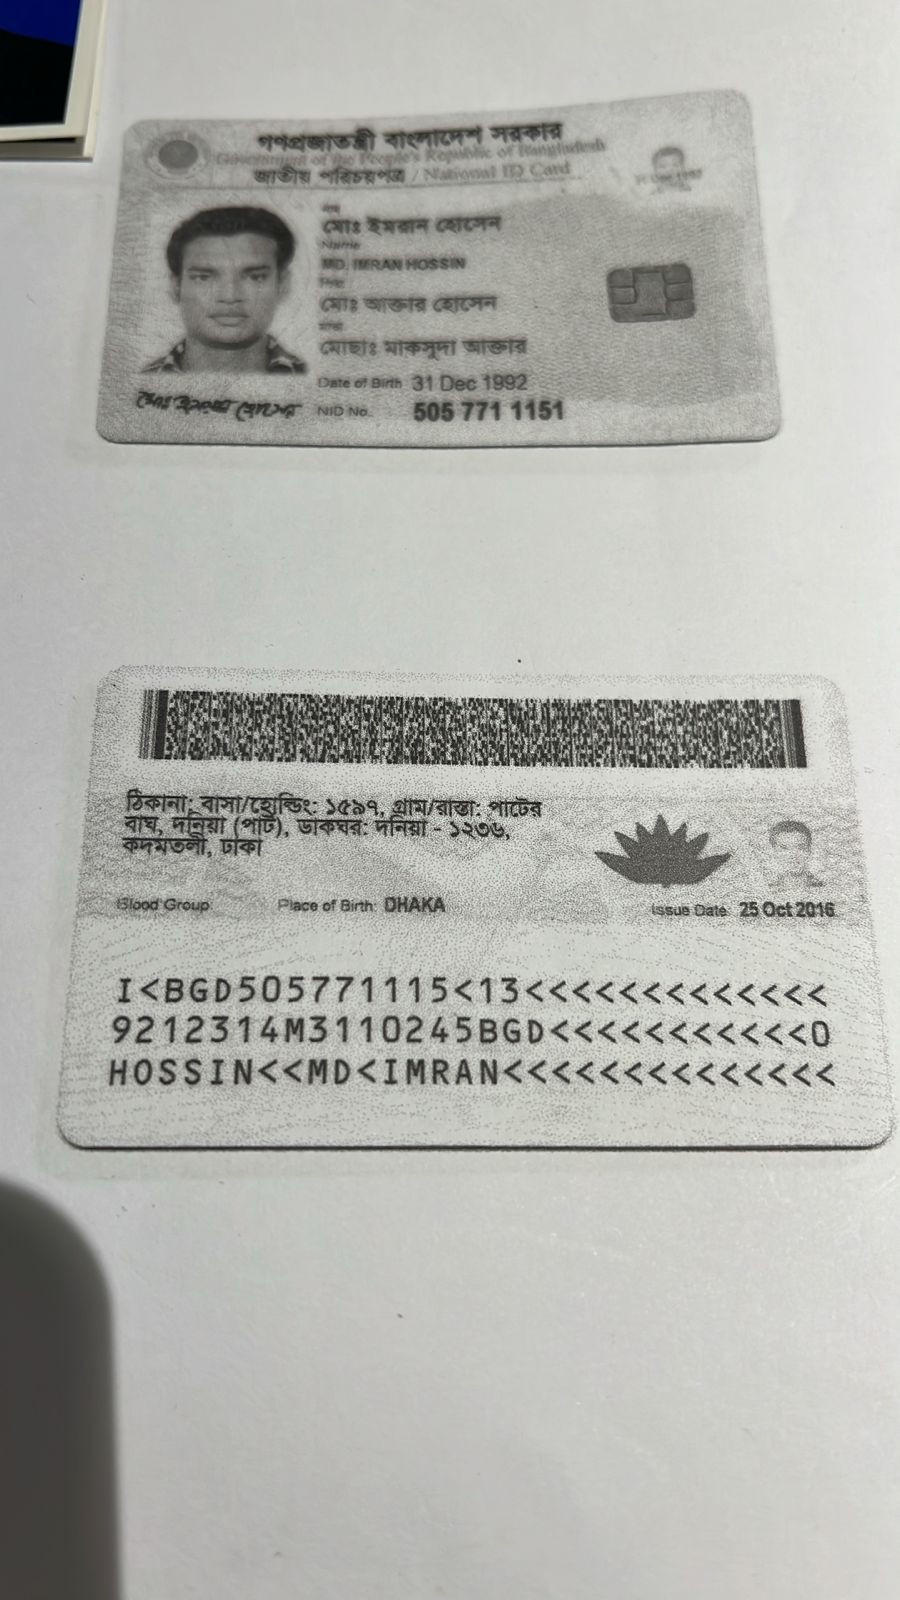 গণপ্রজাতন্ত্রী বাংলাদেশ সরকার
Government of the People's Republic of Bangladesh
জাতীয় পরিচয়পত্র / National ID Card
নাম
মোঃ ইমরান হোসেন
Name
MD. IMRAN HOSSIN
পিতা
মোঃ আক্তার হোসেন
মাতা
মোছাঃ মাকসুদা আক্তার
Date of Birth 31 Dec 1992
মোঃ ইমরান হোসেন
NID No. 505 771 1151
ঠিকানা: বাসা/হোল্ডিং: ১৫৯৭, গ্রাম/রাস্তা: পাটের
বাঘ, দনিয়া (পার্ট), ডাকঘর: দনিয়া - ১২৩৬,
কদমতলী, ঢাকা
Blood Group: Place of Birth: DHAKA Issue Date: 25 Oct 2016
I<BGD505771115<13<<<<<<<<<<<<<
9212314M3110245BGD<<<<<<<<<<<0
HOSSIN<<MD<IMRAN<<<<<<<<<<<<<<